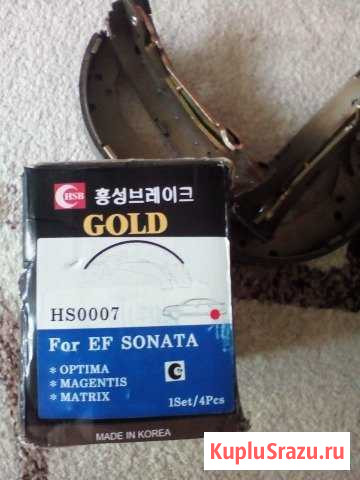 HSB
홍성브레이크
GOLD
HS0007
For EF SONATA
* OPTIMA
* MAGENTIS
* MATRIX
1Set/4Pcs
MADE IN KOREA
KupluSrazu.ru